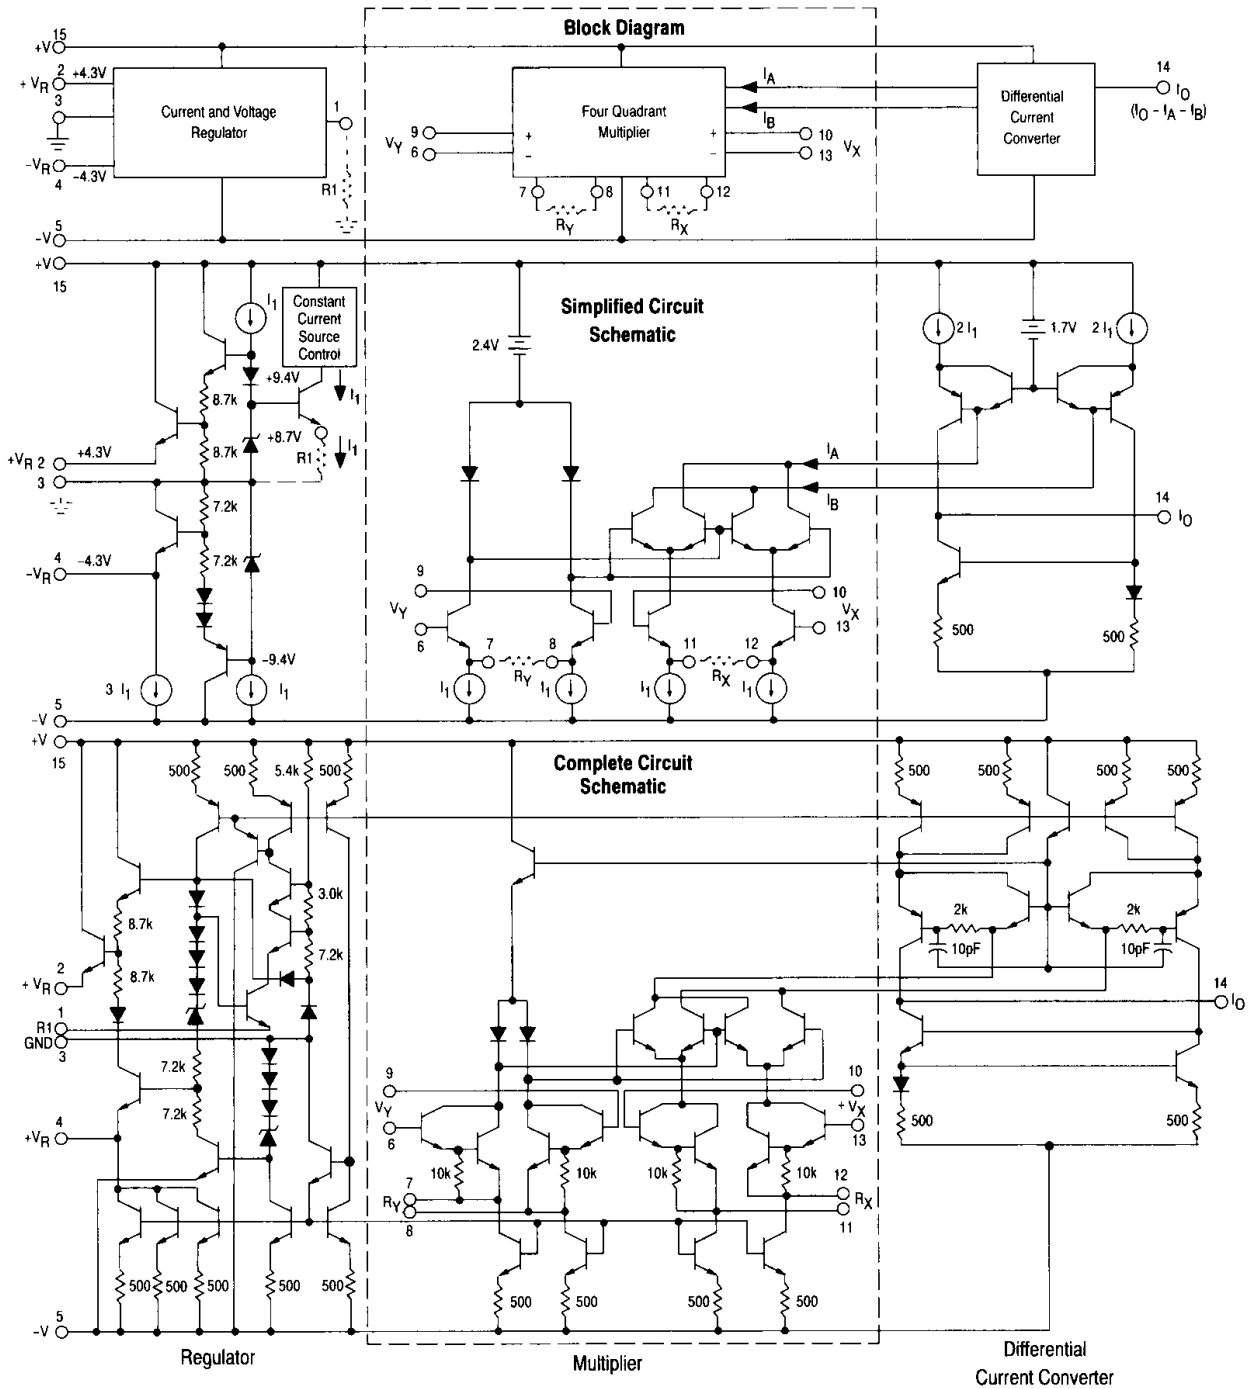 Block Diagram
15
+V
2
+VR
+4.3V
3
Current and Voltage
Regulator
1
R1
-VR
4
-4.3V
5
-V
9
VY
6
+
-
Four Quadrant
Multiplier
+
-
10
VX
13
7
8
11
12
RY
RX
IA
IB
Differential
Current
Converter
14
IO
(IO - IA - IB)
+V
15
Simplified Circuit
Schematic
I1
Constant
Current
Source
Control
+9.4V
I1
8.7k
+8.7V
8.7k
R1
I1
+VR 2
+4.3V
3
7.2k
7.2k
4
-VR
-4.3V
-9.4V
3 I1
I1
5
-V
2.4V
2 I1
1.7V
2 I1
IA
IB
14
IO
9
VY
6
10
VX
13
7
8
11
12
RY
RX
I1
I1
I1
I1
500
500
+V
15
Complete Circuit
Schematic
500
500
5.4k
500
500
500
500
500
8.7k
3.0k
7.2k
8.7k
2
+VR
1
R1
GND
3
7.2k
7.2k
4
+VR
2k
2k
10pF
10pF
14
IO
9
VY
6
10
+VX
13
10k
10k
10k
10k
7
RY
8
12
RX
11
500
500
500
500
500
500
500
500
500
500
500
5
-V
Regulator
Multiplier
Differential
Current Converter